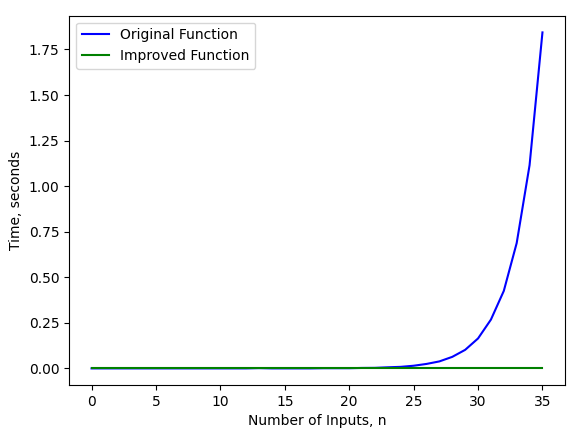 Original Function
Improved Function
1.75
1.50
1.25
1.00
0.75
0.50
0.25
0.00
Time, seconds
0 5 10 15 20 25 30 35
Number of Inputs, n